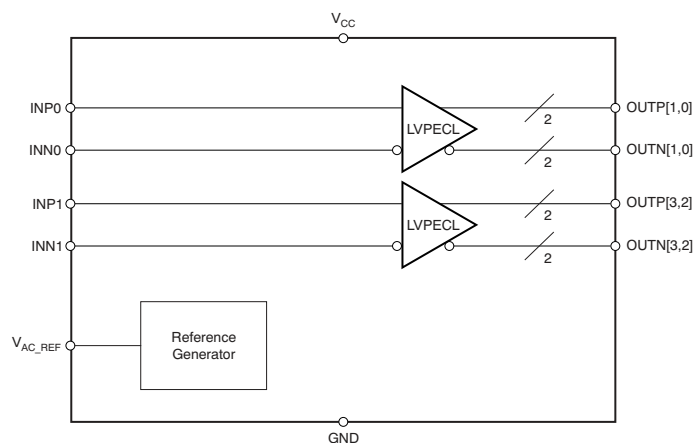 V_CC
INP0
LVPECL
2
OUTP[1,0]
INN0
2
OUTN[1,0]
INP1
LVPECL
2
OUTP[3,2]
INN1
2
OUTN[3,2]
V_AC_REF
Reference
Generator
GND